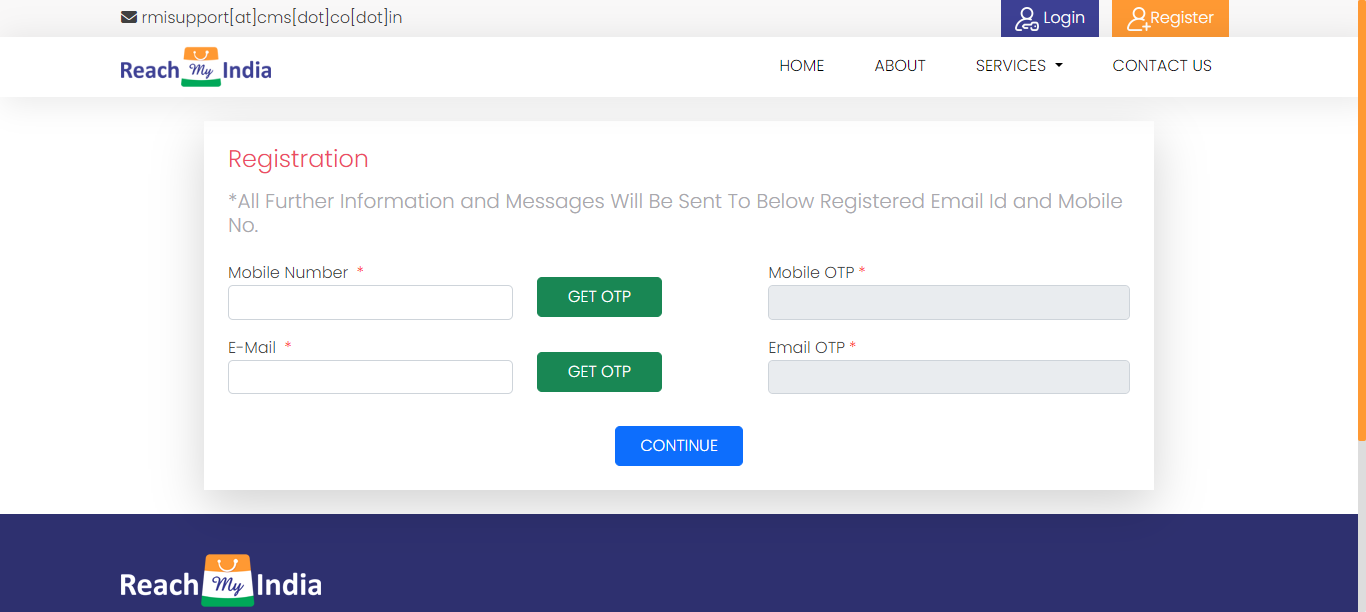 rmisupport[at]cms[dot]co[dot]in
Login
Register
Reach My India
HOME
ABOUT
SERVICES
CONTACT US
Registration
*All Further Information and Messages Will Be Sent To Below Registered Email Id and Mobile
No.
Mobile Number *
GET OTP
Mobile OTP *
E-Mail *
GET OTP
Email OTP *
CONTINUE
Reach My India